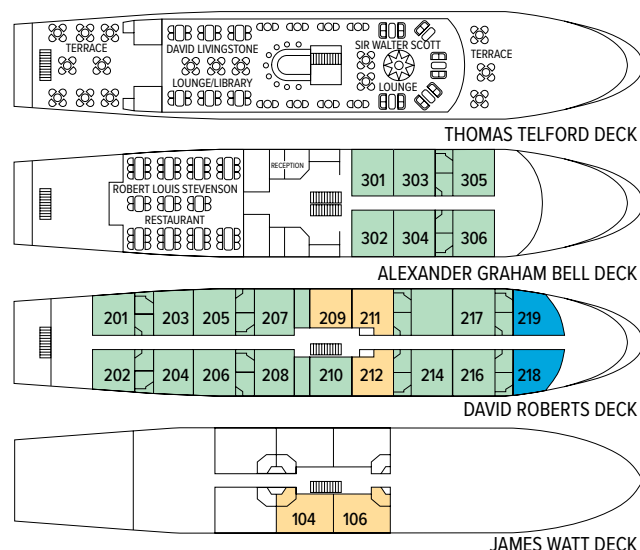 TERRACE
DAVID LIVINGSTONE
LOUNGE/LIBRARY
SIR WALTER SCOTT
LOUNGE
TERRACE
THOMAS TELFORD DECK
RECEPTION
ROBERT LOUIS STEVENSON
RESTAURANT
301 303 305
302 304 306
ALEXANDER GRAHAM BELL DECK
201 203 205 207 209 211 217 219
202 204 206 208 210 212 214 216 218
DAVID ROBERTS DECK
104 106
JAMES WATT DECK